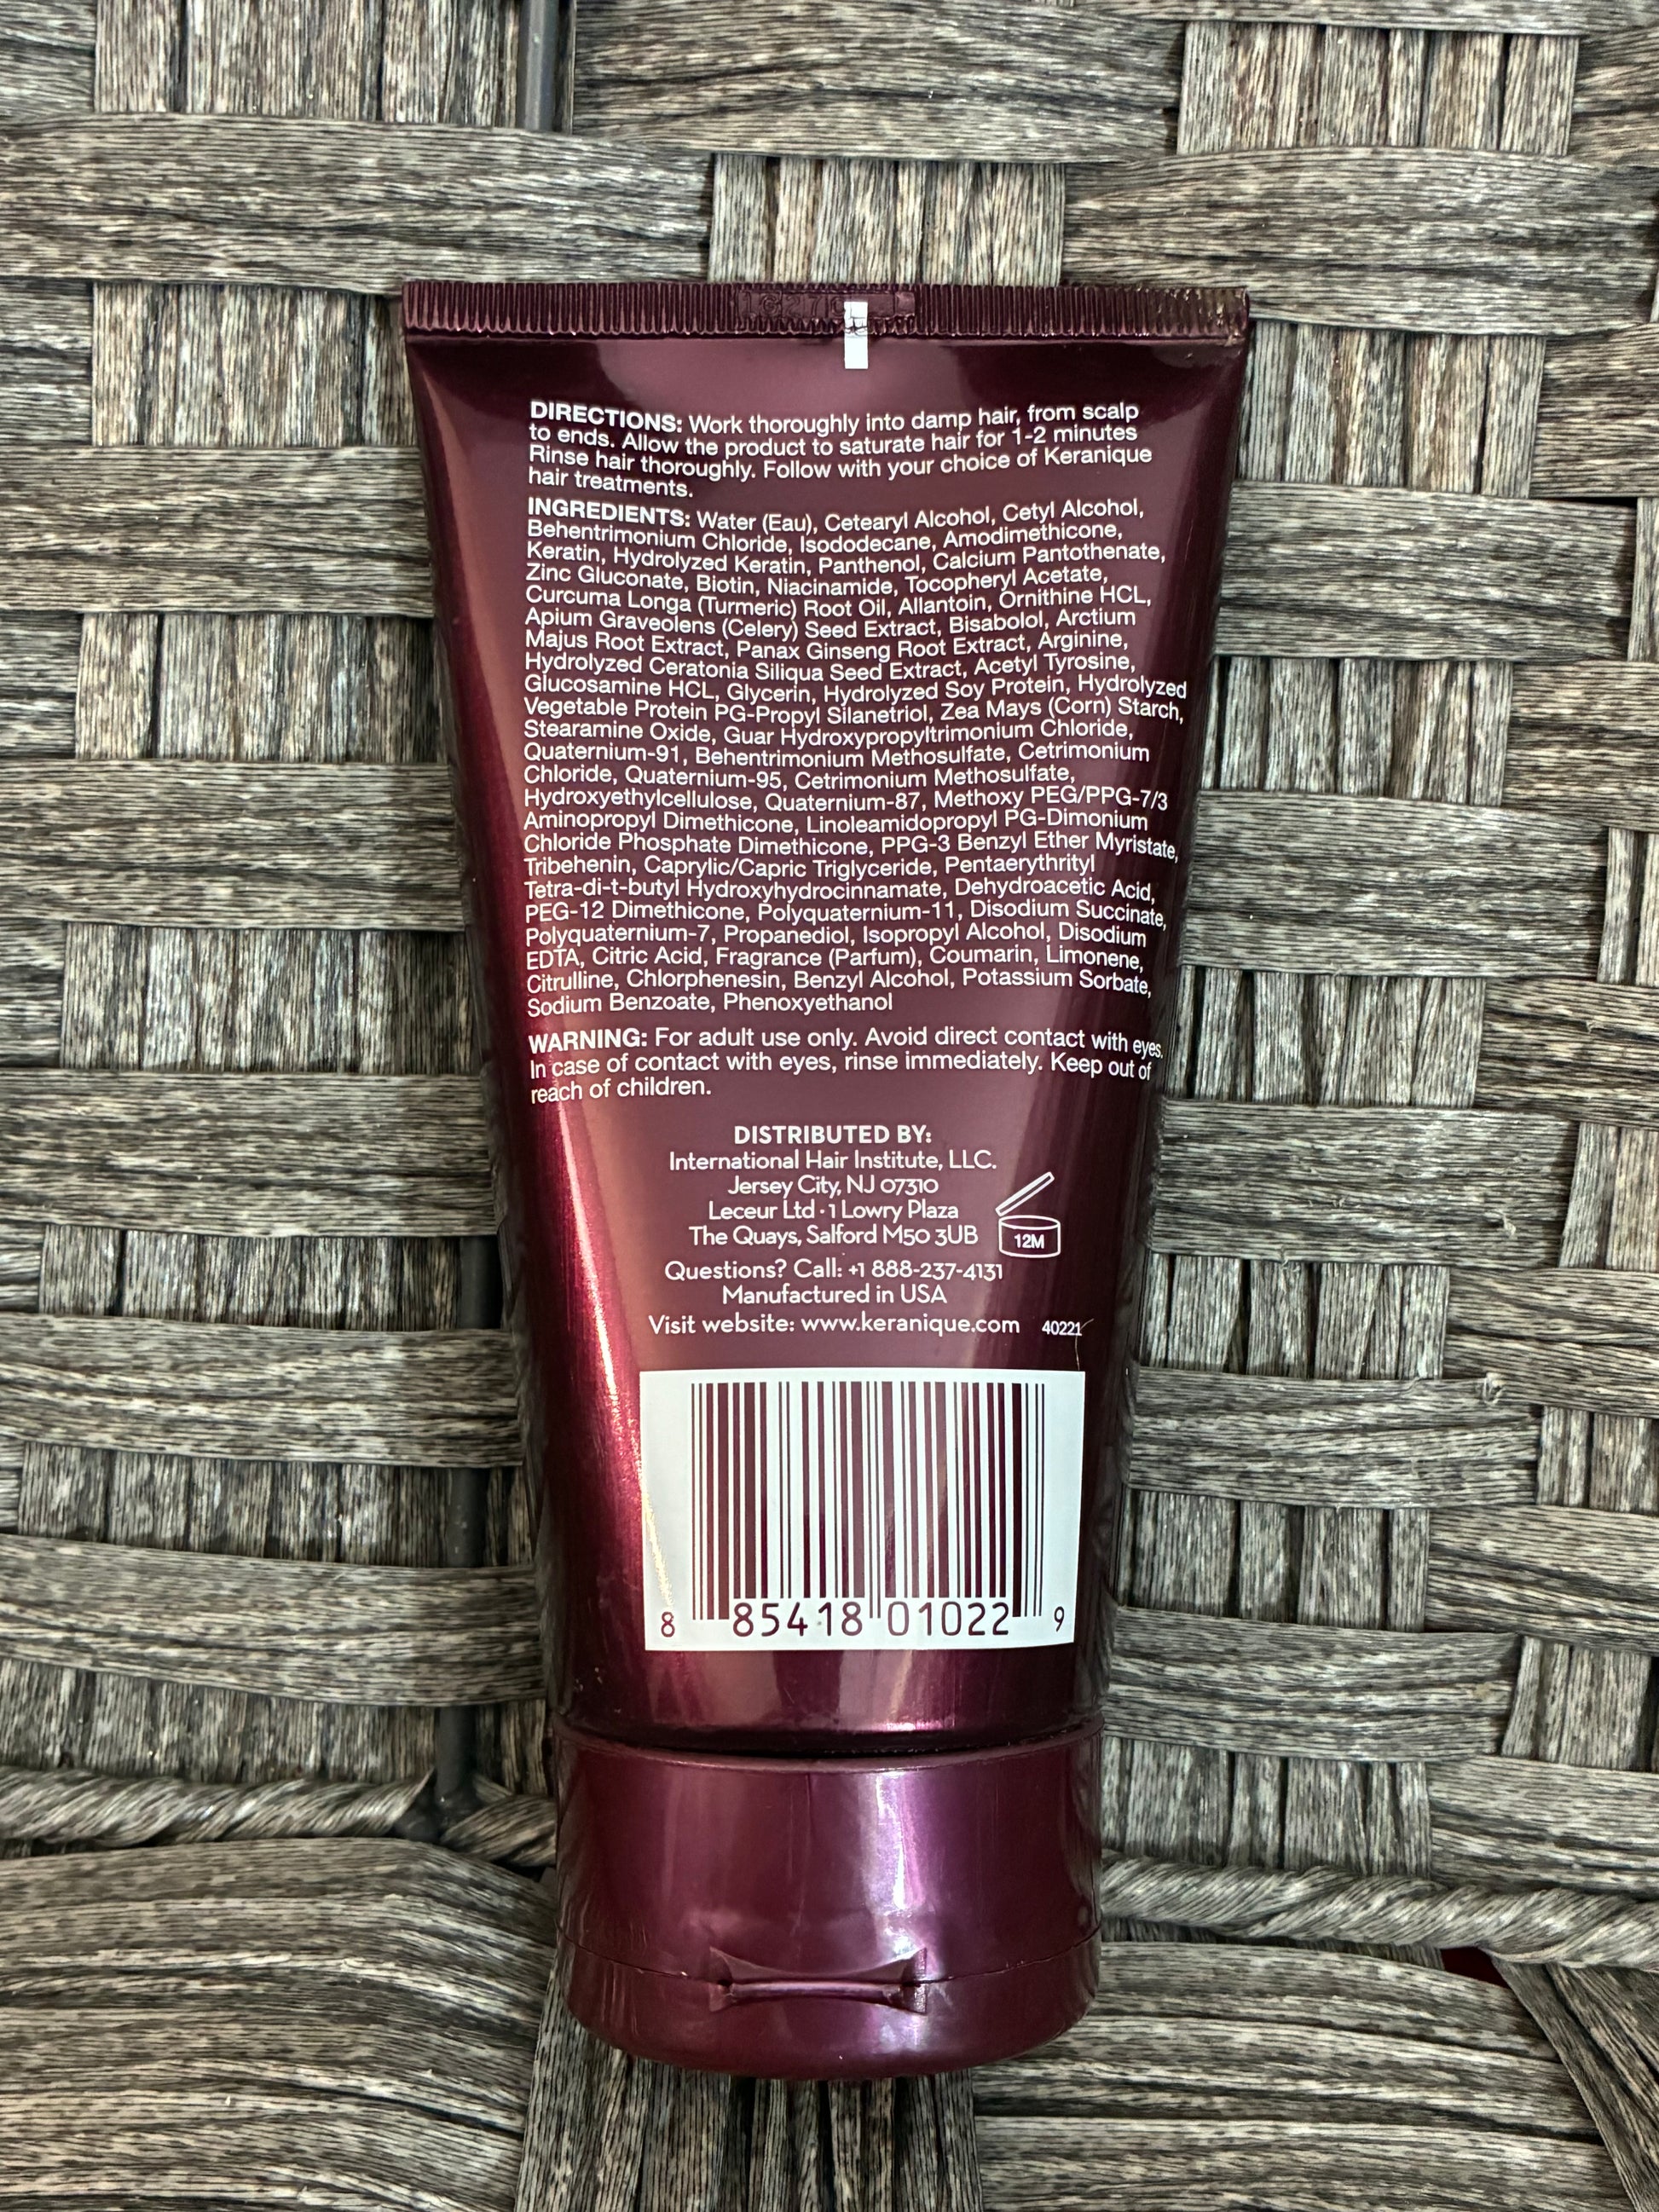 DIRECTIONS: Work thoroughly into damp hair, from scalp
to ends. Allow the product to saturate hair for 1-2 minutes
Rinse hair thoroughly. Follow with your choice of Keranique
hair treatments.
INGREDIENTS: Water (Eau), Cetearyl Alcohol, Cetyl Alcohol,
Behentrimonium Chloride, Isododecane, Amodimethicone,
Keratin, Hydrolyzed Keratin, Panthenol, Calcium Pantothenate,
Zinc Gluconate, Biotin, Niacinamide, Tocopheryl Acetate,
Curcuma Longa (Turmeric) Root Oil, Allantoin, Ornithine HCL,
Apium Graveolens (Celery) Seed Extract, Bisabolol, Arctium
Majus Root Extract, Panax Ginseng Root Extract, Arginine,
Hydrolyzed Ceratonia Siliqua Seed Extract, Acetyl Tyrosine,
Glucosamine HCL, Glycerin, Hydrolyzed Soy Protein, Hydrolyzed
Vegetable Protein PG-Propyl Silanetriol, Zea Mays (Corn) Starch,
Stearamine Oxide, Guar Hydroxypropyltrimonium Chloride,
Quaternium-91, Behentrimonium Methosulfate, Cetrimonium
Chloride, Quaternium-95, Cetrimonium Methosulfate,
Hydroxyethylcellulose, Quaternium-87, Methoxy PEG/PPG-7/3
Aminopropyl Dimethicone, Linoleamidopropyl PG-Dimonium
Chloride Phosphate Dimethicone, PPG-3 Benzyl Ether Myristate,
Tribehenin, Caprylic/Capric Triglyceride, Pentaerythrityl
Tetra-di-t-butyl Hydroxyhydrocinnamate, Dehydroacetic Acid,
PEG-12 Dimethicone, Polyquaternium-11, Disodium Succinate,
Polyquaternium-7, Propanediol, Isopropyl Alcohol, Disodium
EDTA, Citric Acid, Fragrance (Parfum), Coumarin, Limonene,
Citrulline, Chlorphenesin, Benzyl Alcohol, Potassium Sorbate,
Sodium Benzoate, Phenoxyethanol
WARNING: For adult use only. Avoid direct contact with eyes.
In case of contact with eyes, rinse immediately. Keep out of
reach of children.
DISTRIBUTED BY:
International Hair Institute, LLC.
Jersey City, NJ 07310
Leceur Ltd · 1 Lowry Plaza
The Quays, Salford M50 3UB
12M
Questions? Call: +1 888-237-4131
Manufactured in USA
Visit website: www.keranique.com 40221
8 85418 01022 9